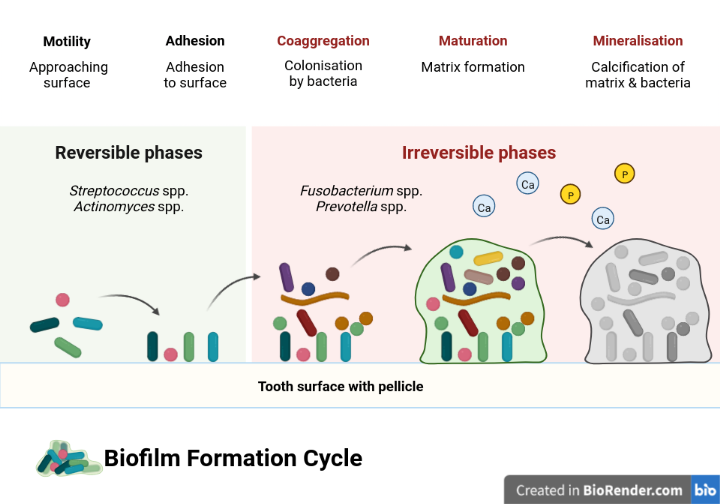 Motility
Approaching
surface
Adhesion
Adhesion
to surface
Coaggregation
Colonisation
by bacteria
Maturation
Matrix formation
Mineralisation
Calcification of
matrix & bacteria
Reversible phases
Streptococcus spp.
Actinomyces spp.
Irreversible phases
Fusobacterium spp.
Prevotella spp.
Ca
Ca
P
P
Ca
Tooth surface with pellicle
Biofilm Formation Cycle
Created in BioRender.com bio